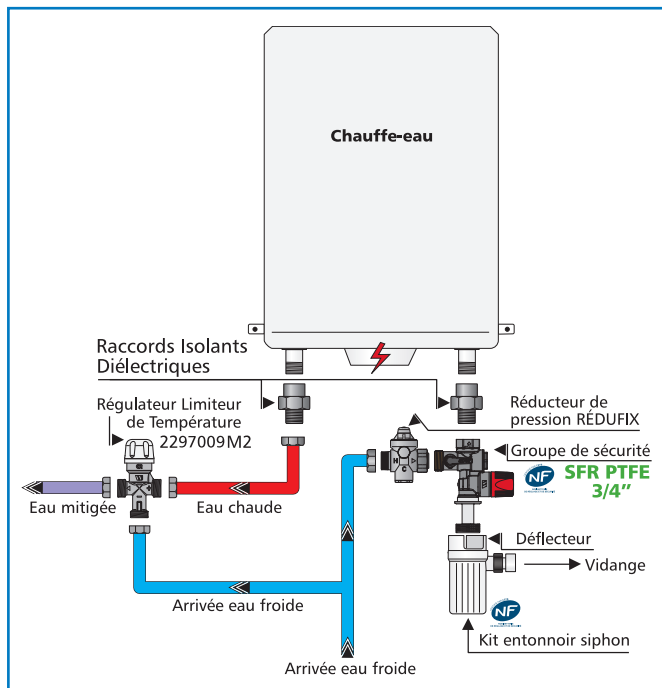 Chauffe-eau
Raccords Isolants
Diélectriques
Régulateur Limiteur
de Température
2297009M2
Réducteur de
pression RÉDUFIX
Groupe de sécurité
NF
SFR PTFE
3/4”
Eau mitigée
Eau chaude
Déflecteur
Vidange
Arrivée eau froide
NF
Kit entonnoir siphon
Arrivée eau froide